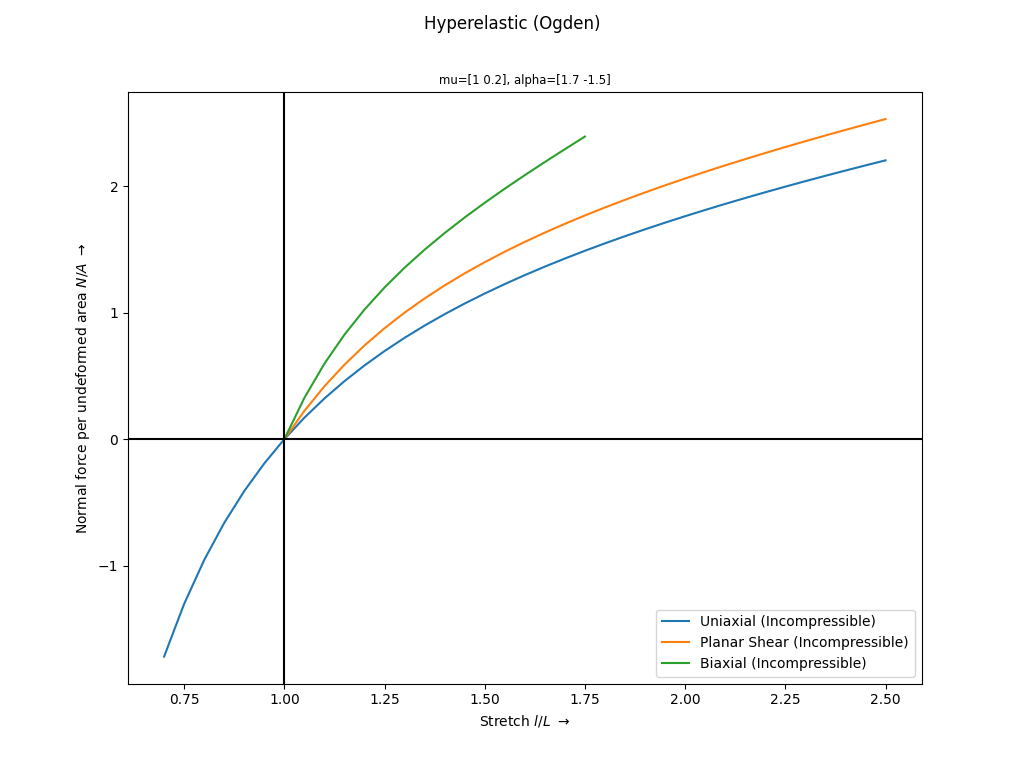 Hyperelastic (Ogden)
mu=[1 0.2], alpha=[1.7 -1.5]
Normal force per undeformed area N/A →
2
1
0
−1
Uniaxial (Incompressible)
Planar Shear (Incompressible)
Biaxial (Incompressible)
0.75 1.00 1.25 1.50 1.75 2.00 2.25 2.50
Stretch l/L →